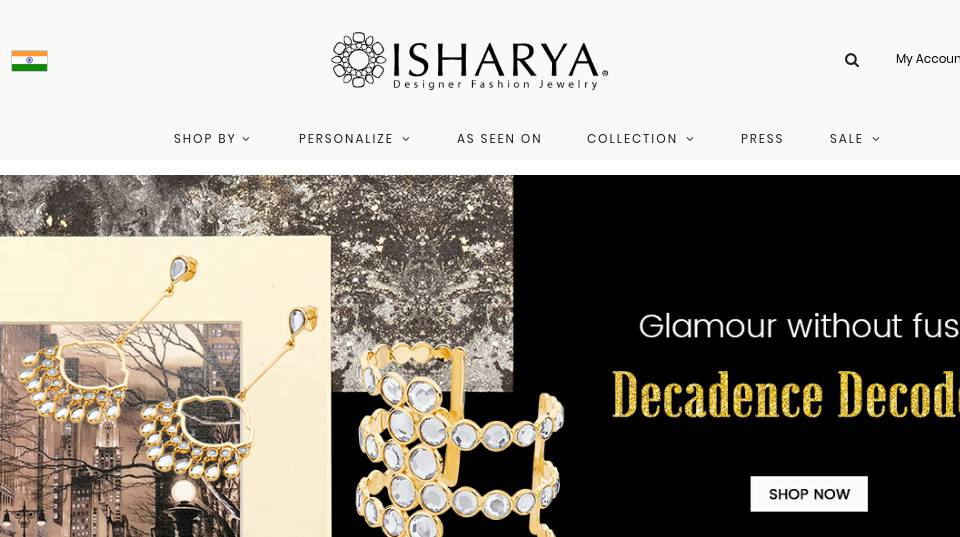 ISHARYA®
Designer Fashion Jewelry
My Accoun
SHOP BY
PERSONALIZE
AS SEEN ON
COLLECTION
PRESS
SALE
Glamour without fus
Decadence Decod
SHOP NOW